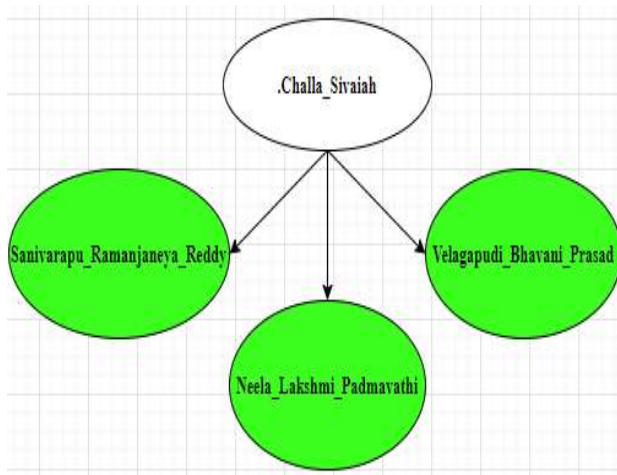 .Challa_Sivaiah
Sanivarapu_Ramanjaneya_Reddy
Velagapudi_Bhavani_Prasad
Neela_Lakshmi_Padmavathi